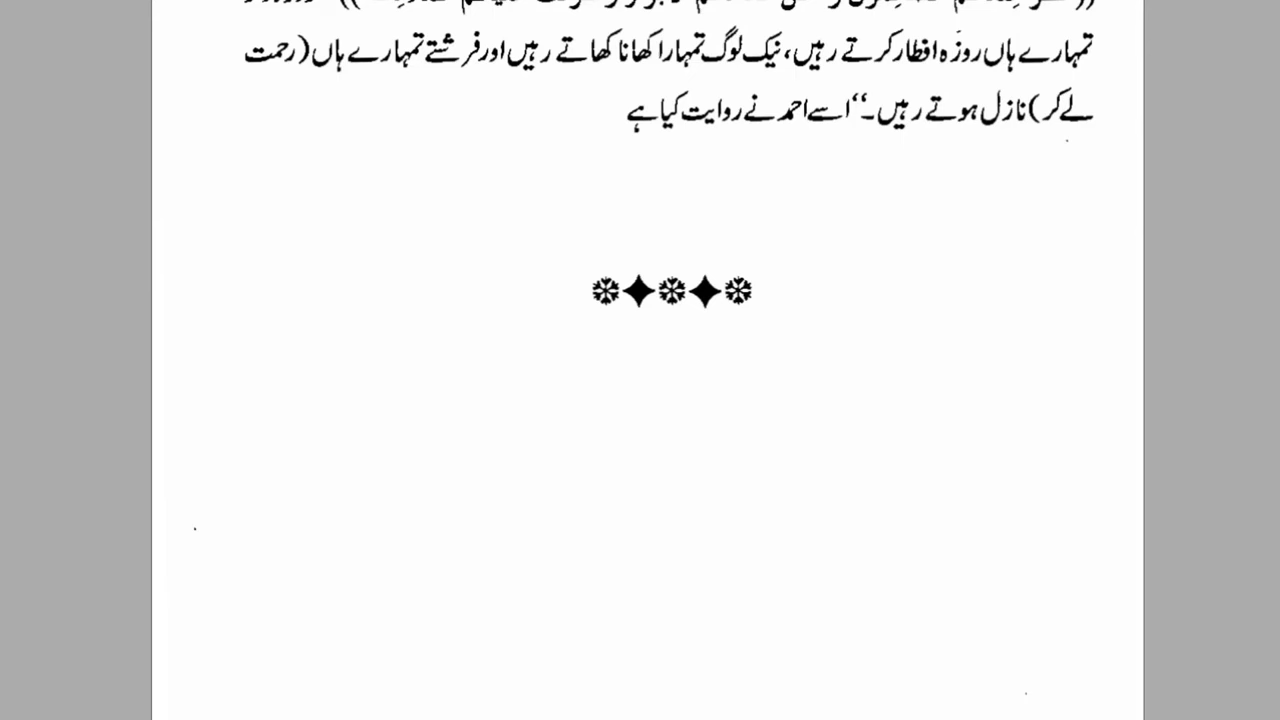 تمہارے ہاں روزہ افطار کرتے رہیں، نیک لوگ تمہارا کھانا کھاتے رہیں اور فرشتے تمہارے ہاں (رحمت
لے کر) نازل ہوتے رہیں۔‘‘ اسے احمد نے روایت کیا ہے